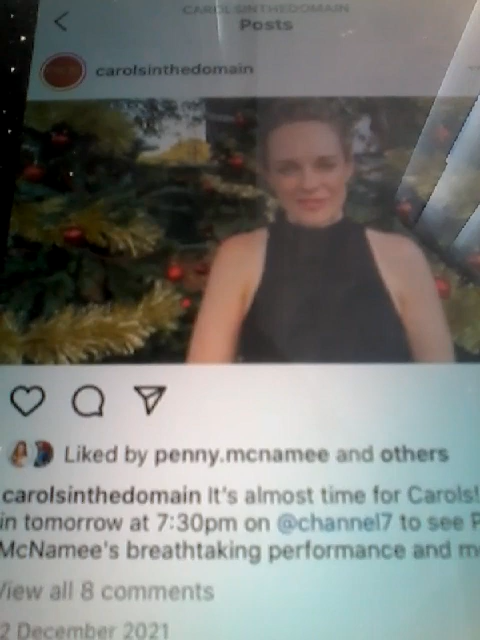 CAROLSINTHEDOMAIN
Posts
carolsinthedomain
Liked by penny.mcnamee and others
carolsinthedomain It's almost time for Carols!
in tomorrow at 7:30pm on @channel7 to see P
McNamee's breathtaking performance and m
View all 8 comments
2 December 2021